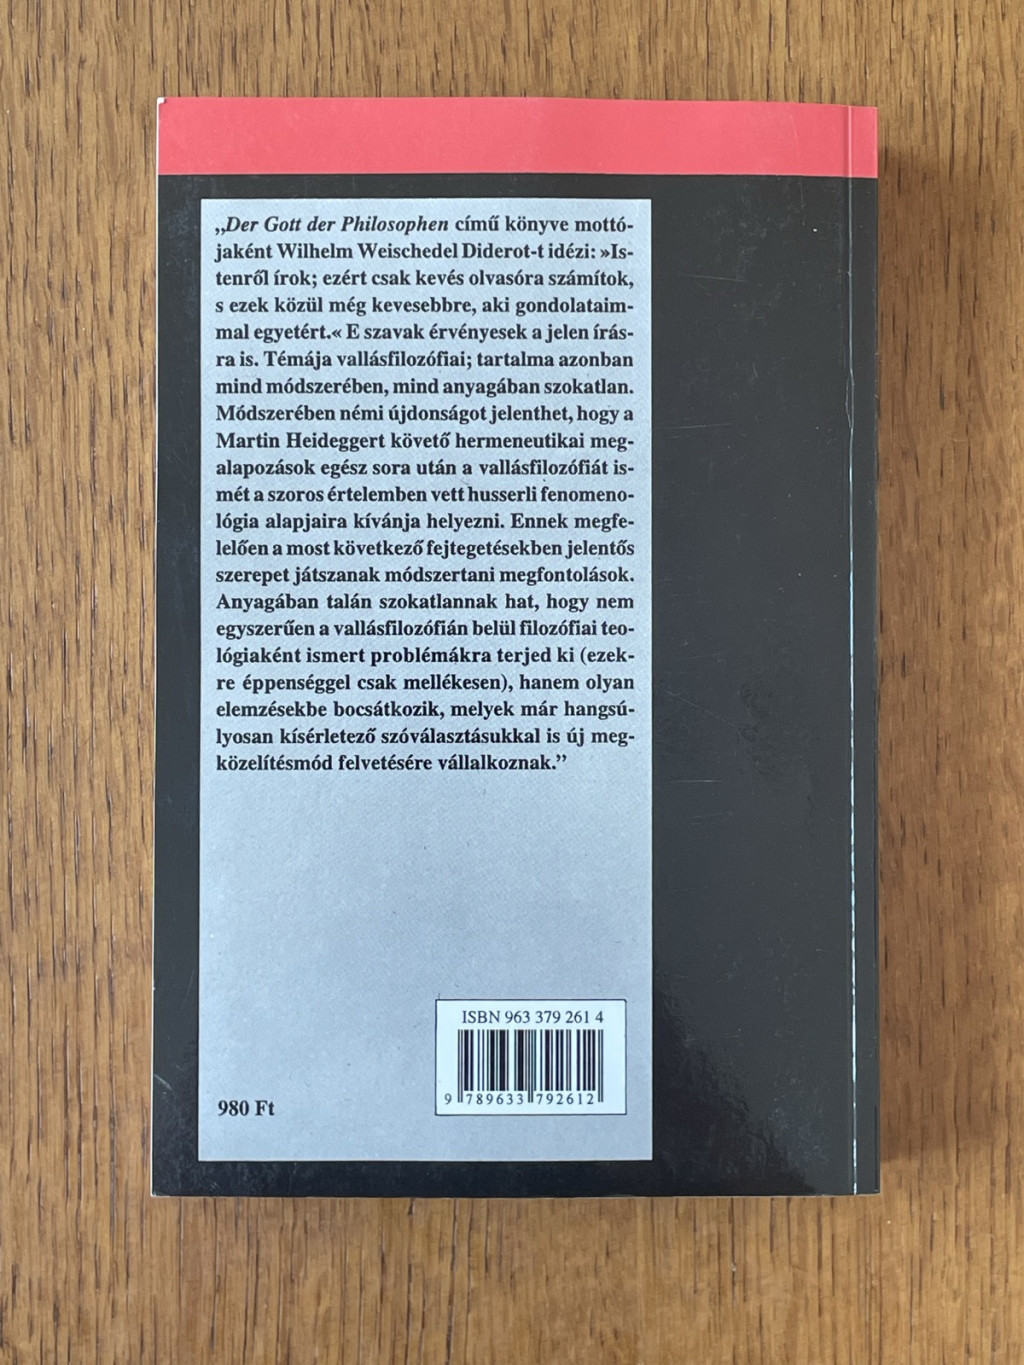 „Der Gott der Philosophen című könyve mottó-
jaként Wilhelm Weischedel Diderot-t idézi: »Is-
tenről írok; ezért csak kevés olvasóra számítok,
s ezek közül még kevesebbre, aki gondolataim-
mal egyetért.« E szavak érvényesek a jelen írás-
ra is. Témája vallásfilozófiai; tartalma azonban
mind módszerében, mind anyagában szokatlan.
Módszerében némi újdonságot jelenthet, hogy a
Martin Heideggert követő hermeneutikai meg-
alapozások egész sora után a vallásfilozófiát is-
mét a szoros értelemben vett husserli fenomeno-
lógia alapjaira kívánja helyezni. Ennek megfe-
lelően a most következő fejtegetésekben jelentős
szerepet játszanak módszertani megfontolások.
Anyagában talán szokatlannak hat, hogy nem
egyszerűen a vallásfilozófián belül filozófiai teo-
lógiaként ismert problémákra terjed ki (ezek-
re éppenséggel csak mellékesen), hanem olyan
elemzésekbe bocsátkozik, melyek már hangsú-
lyosan kísérletező szóválasztásukkal is új meg-
közelítésmód felvetésére vállalkoznak.”
ISBN 963 379 261 4
9 789633 792612
980 Ft